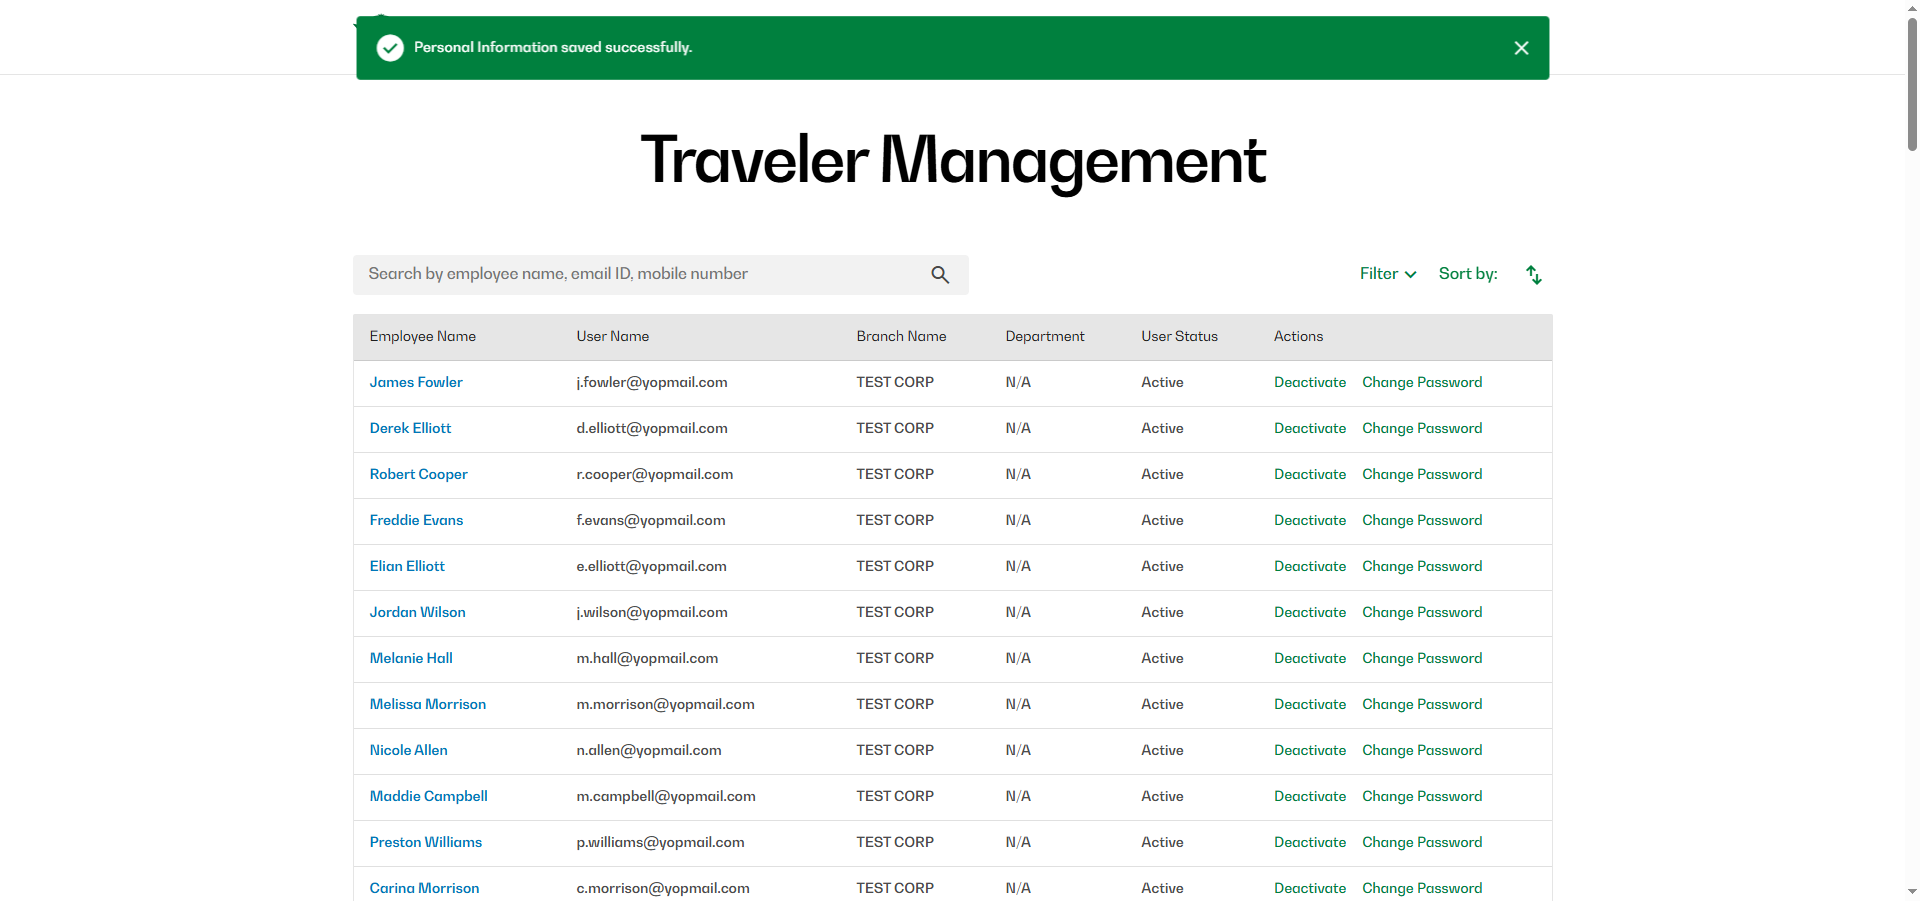 Personal Information saved successfully.
Traveler Management
Search by employee name, email ID, mobile number
Filter Sort by:
Employee Name User Name Branch Name Department User Status Actions
James Fowler j.fowler@yopmail.com TEST CORP N/A Active Deactivate Change Password
Derek Elliott d.elliott@yopmail.com TEST CORP N/A Active Deactivate Change Password
Robert Cooper r.cooper@yopmail.com TEST CORP N/A Active Deactivate Change Password
Freddie Evans f.evans@yopmail.com TEST CORP N/A Active Deactivate Change Password
Elian Elliott e.elliott@yopmail.com TEST CORP N/A Active Deactivate Change Password
Jordan Wilson j.wilson@yopmail.com TEST CORP N/A Active Deactivate Change Password
Melanie Hall m.hall@yopmail.com TEST CORP N/A Active Deactivate Change Password
Melissa Morrison m.morrison@yopmail.com TEST CORP N/A Active Deactivate Change Password
Nicole Allen n.allen@yopmail.com TEST CORP N/A Active Deactivate Change Password
Maddie Campbell m.campbell@yopmail.com TEST CORP N/A Active Deactivate Change Password
Preston Williams p.williams@yopmail.com TEST CORP N/A Active Deactivate Change Password
Carina Morrison c.morrison@yopmail.com TEST CORP N/A Active Deactivate Change Password